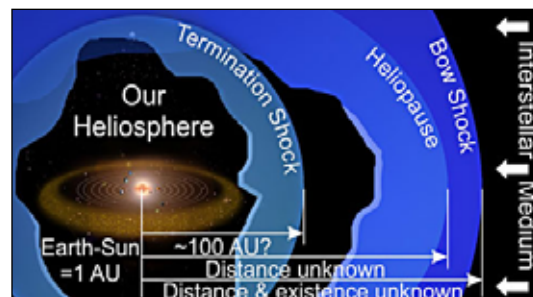 Our
Heliosphere
Termination Shock
Heliopause
Bow Shock
Interstellar
Medium
Earth-Sun
=1 AU
~100 AU?
Distance unknown
Distance & existence unknown